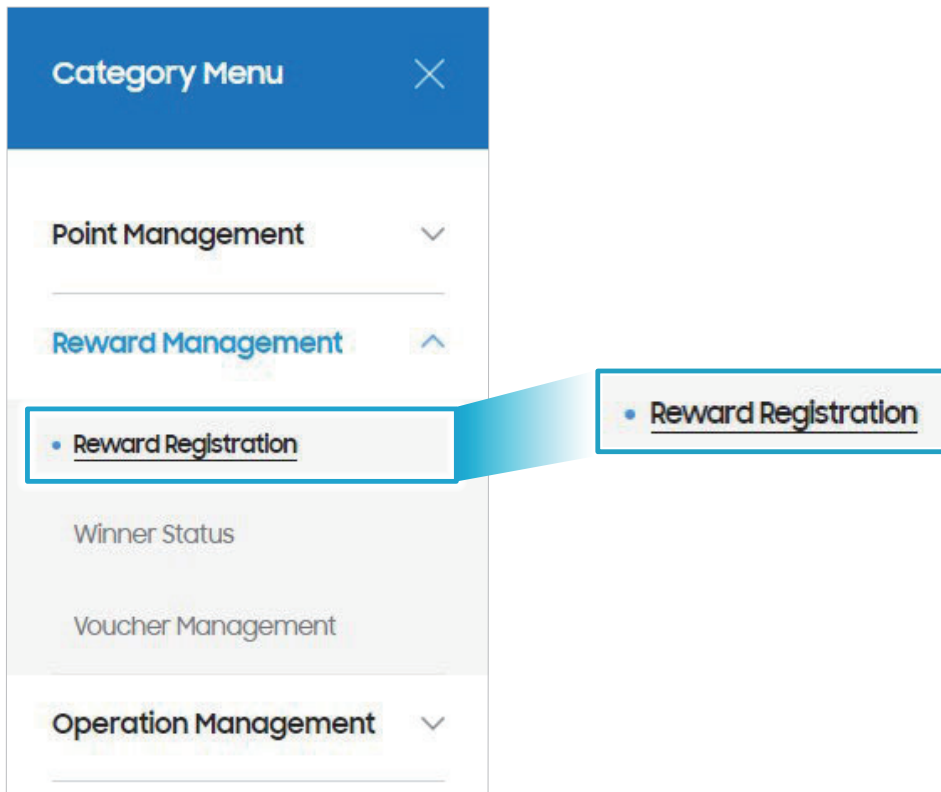 Category Menu
Point Management
Reward Management
Reward Registration
Reward Registration
Winner Status
Voucher Management
Operation Management